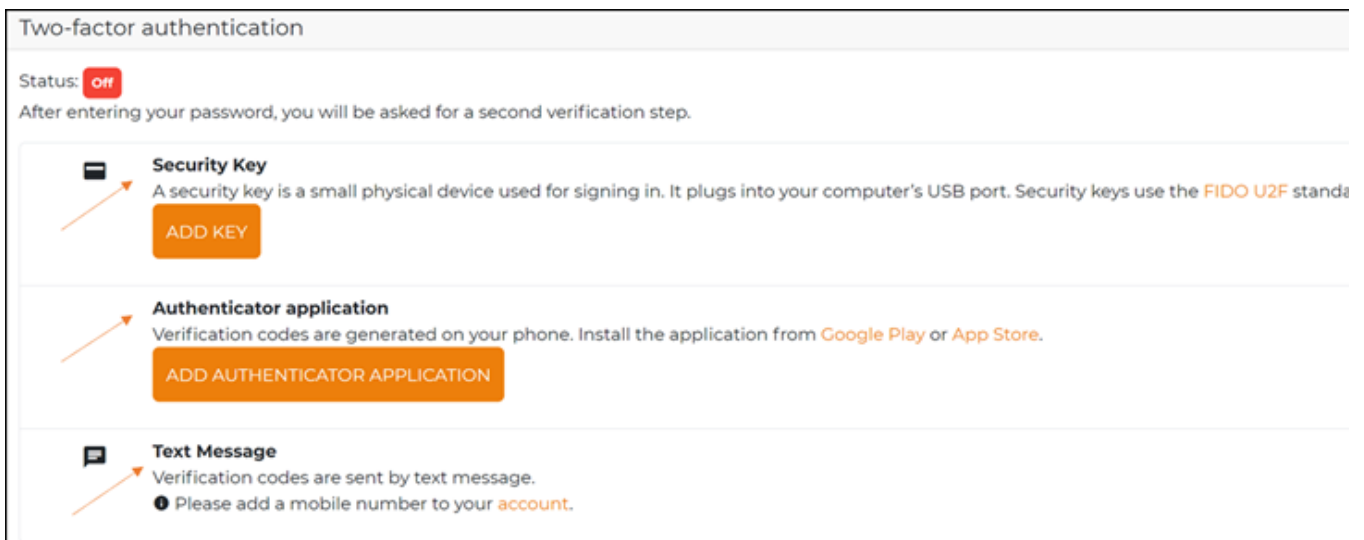 Two-factor authentication
Status: Off
After entering your password, you will be asked for a second verification step.
Security Key
A security key is a small physical device used for signing in. It plugs into your computer's USB port. Security keys use the FIDO U2F
ADD KEY
Authenticator application
Verification codes are generated on your phone. Install the application from Google Play or App Store.
ADD AUTHENTICATOR APPLICATION
Text Message
Verification codes are sent by text message.
Please add a mobile number to your account.